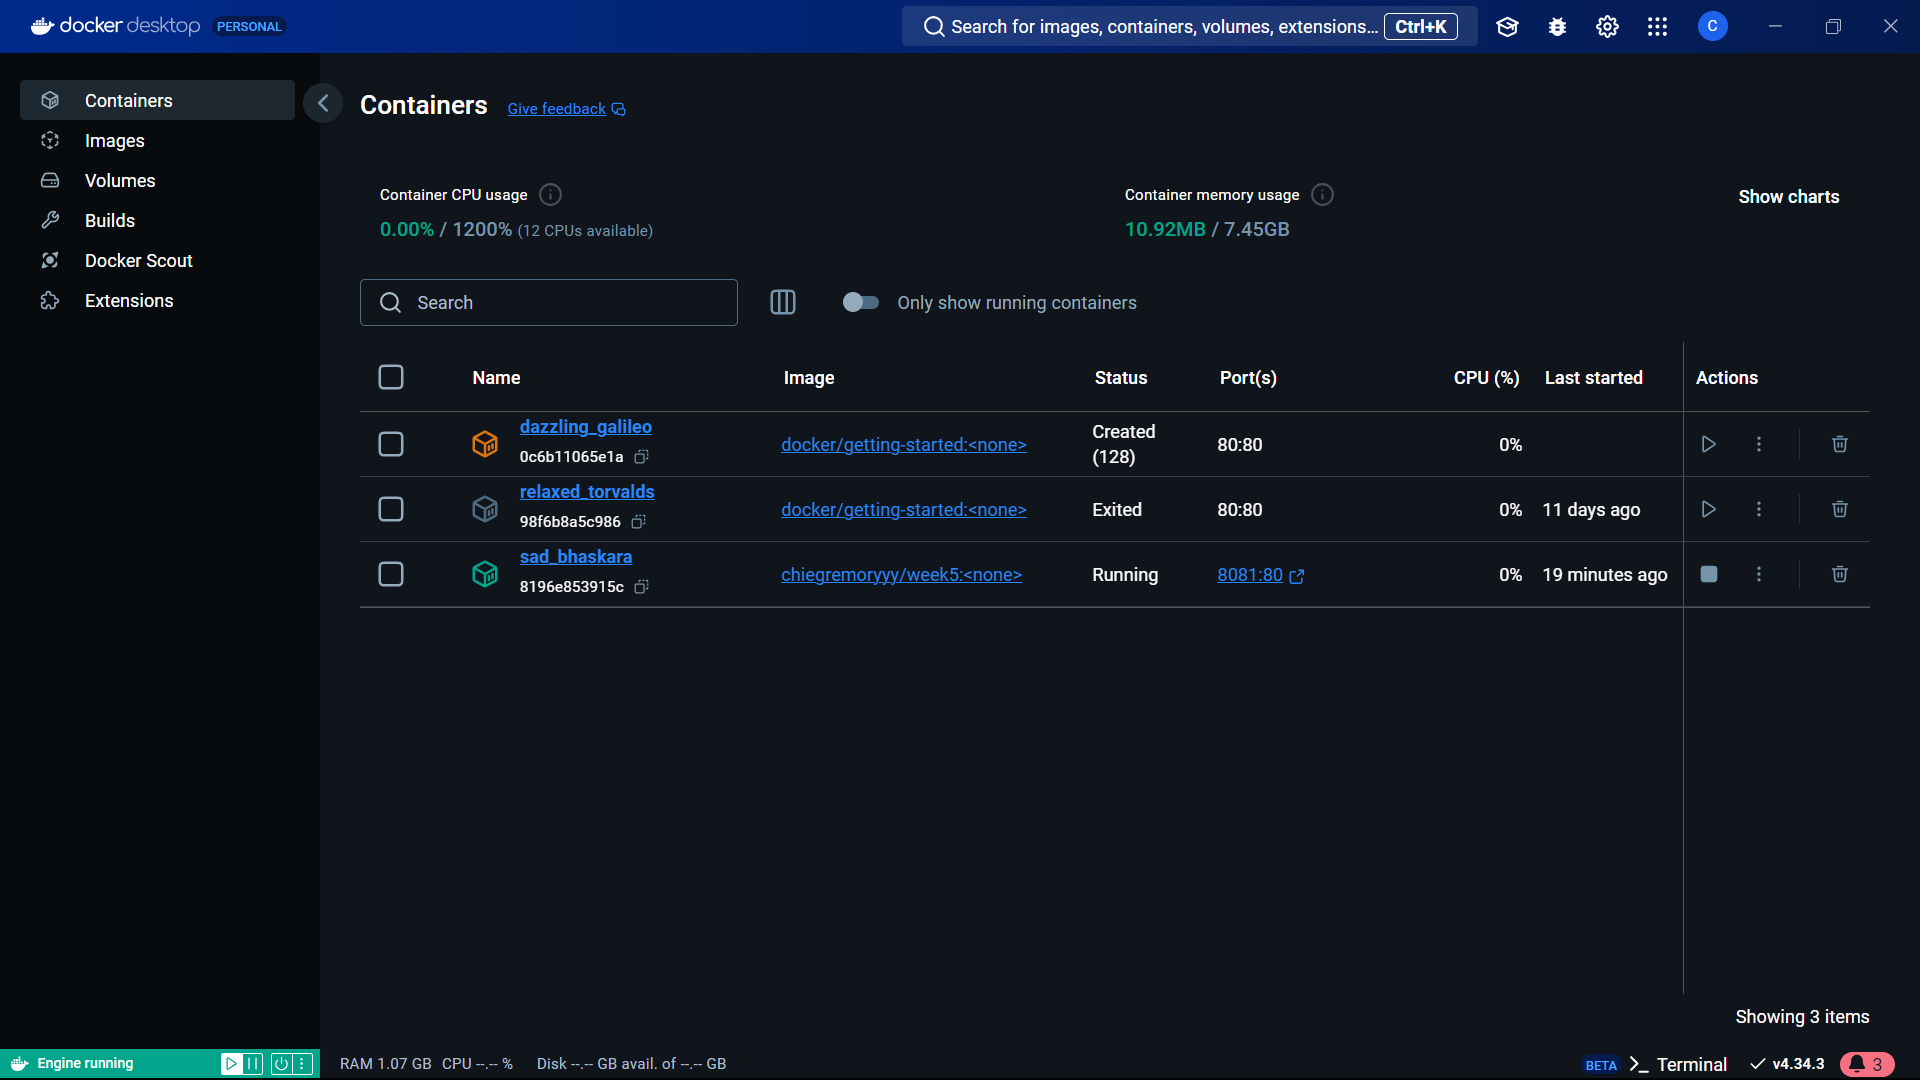 docker desktop PERSONAL
Search for images, containers, volumes, extensions... Ctrl+K
C
Containers
Images
Volumes
Builds
Docker Scout
Extensions
Containers Give feedback
Container CPU usage
0.00% / 1200% (12 CPUs available)
Container memory usage
10.92MB / 7.45GB
Show charts
Search
Only show running containers
Name Image Status Port(s) CPU (%) Last started Actions
dazzling_galileo
0c6b11065e1a
docker/getting-started:<none>
Created
(128)
80:80
0%
relaxed_torvalds
98f6b8a5c986
docker/getting-started:<none>
Exited
80:80
0%
11 days ago
sad_bhaskara
8196e853915c
chiegremoryyy/week5:<none>
Running
8081:80
0%
19 minutes ago
Showing 3 items
Engine running
RAM 1.07 GB CPU --.-- % Disk --.-- GB avail. of --.-- GB
BETA Terminal v4.34.3 3